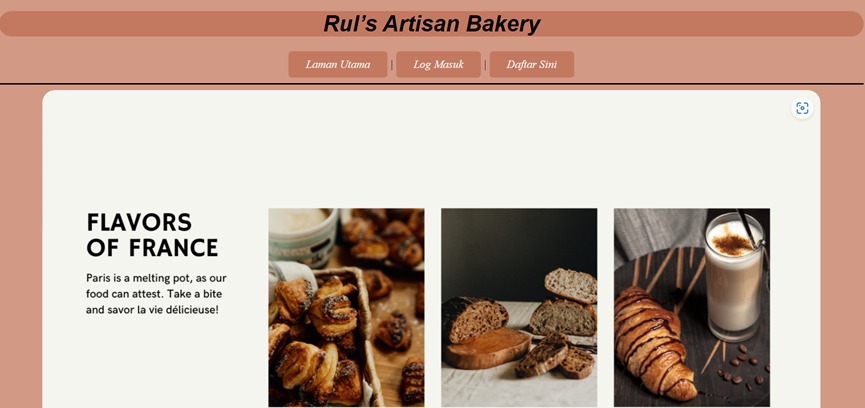 Rul’s Artisan Bakery
Laman Utama | Log Masuk | Daftar Sini
FLAVORS
OF FRANCE
Paris is a melting pot, as our
food can attest. Take a bite
and savor la vie délicieuse!